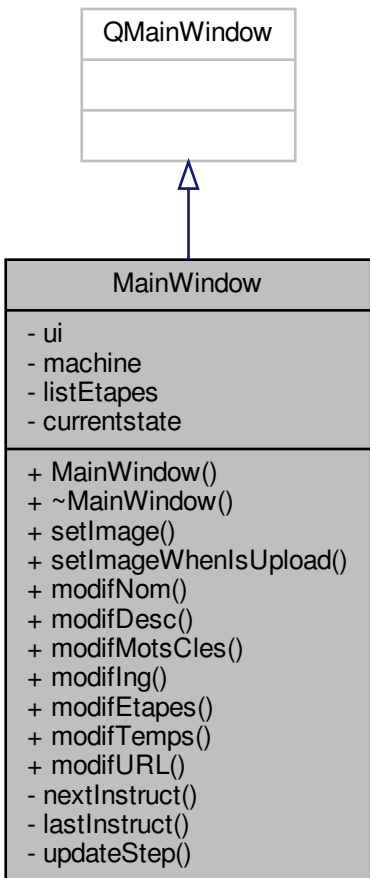 QMainWindow
MainWindow
- ui
- machine
- listEtapes
- currentstate
+ MainWindow()
+ ~MainWindow()
+ setImage()
+ setImageWhenIsUpload()
+ modifNom()
+ modifDesc()
+ modifMotsCles()
+ modifIng()
+ modifEtapes()
+ modifTemps()
+ modifURL()
- nextInstruct()
- lastInstruct()
- updateStep()